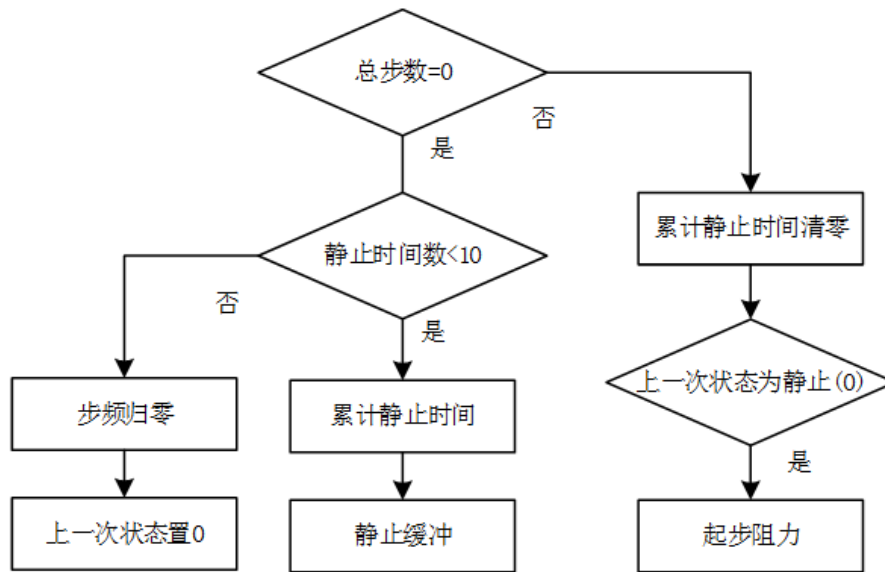 总步数=0
否
是
累计静止时间清零
静止时间数<10
否
是
上一次状态为静止(0)
步频归零
累计静止时间
是
上一次状态置0
静止缓冲
起步阻力